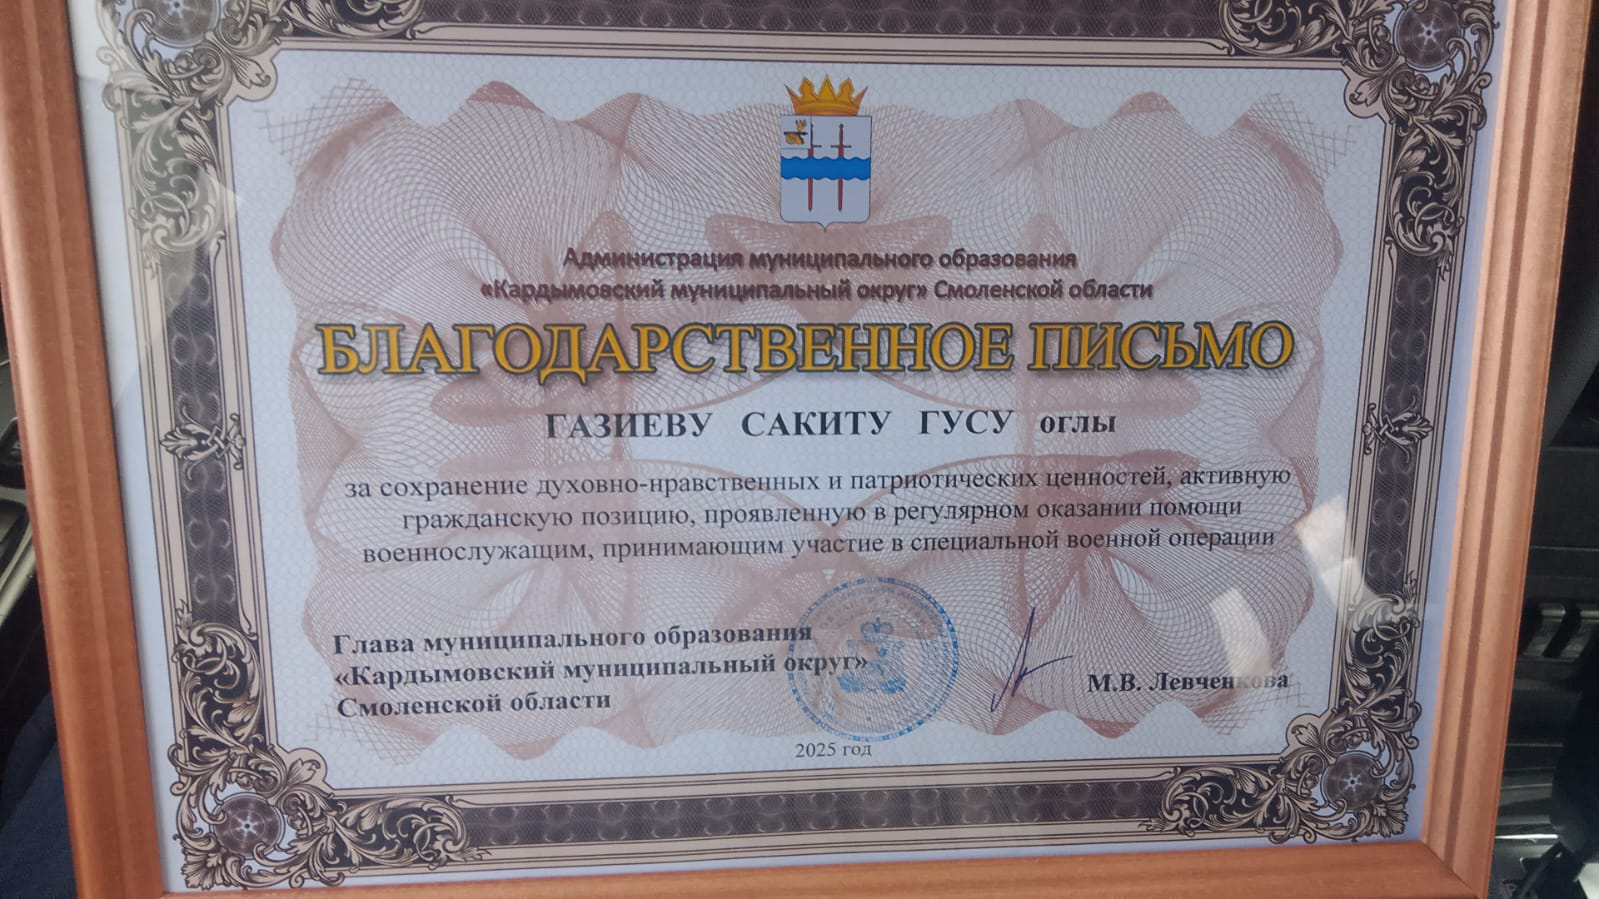 Администрация муниципального образования
«Кардымовский муниципальный округ» Смоленской области
БЛАГОДАРСТВЕННОЕ ПИСЬМО
ГАЗИЕВУ САКИТУ ГУСУ оглы
за сохранение духовно-нравственных и патриотических ценностей, активную
гражданскую позицию, проявленную в регулярном оказании помощи
военнослужащим, принимающим участие в специальной военной операции
Глава муниципального образования
«Кардымовский муниципальный округ»
Смоленской области
М.В. Левченкова
2025 год